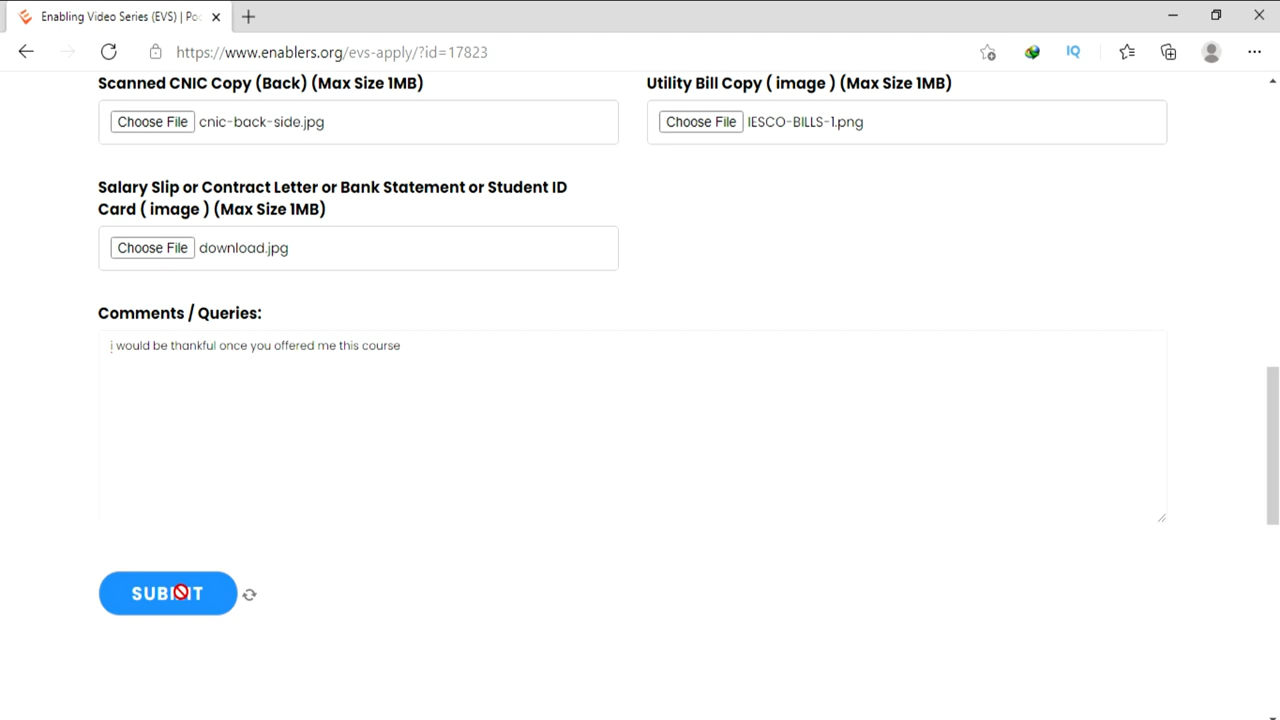 Enabling Video Series (EVS) | Po
https://www.enablers.org/evs-apply/?id=17823
IQ
Scanned CNIC Copy (Back) (Max Size 1MB)
Utility Bill Copy ( image ) (Max Size 1MB)
Choose File cnic-back-side.jpg
Choose File IESCO-BILLS-1.png
Salary Slip or Contract Letter or Bank Statement or Student ID
Card ( image ) (Max Size 1MB)
Choose File download.jpg
Comments / Queries:
i would be thankful once you offered me this course
SUBMIT